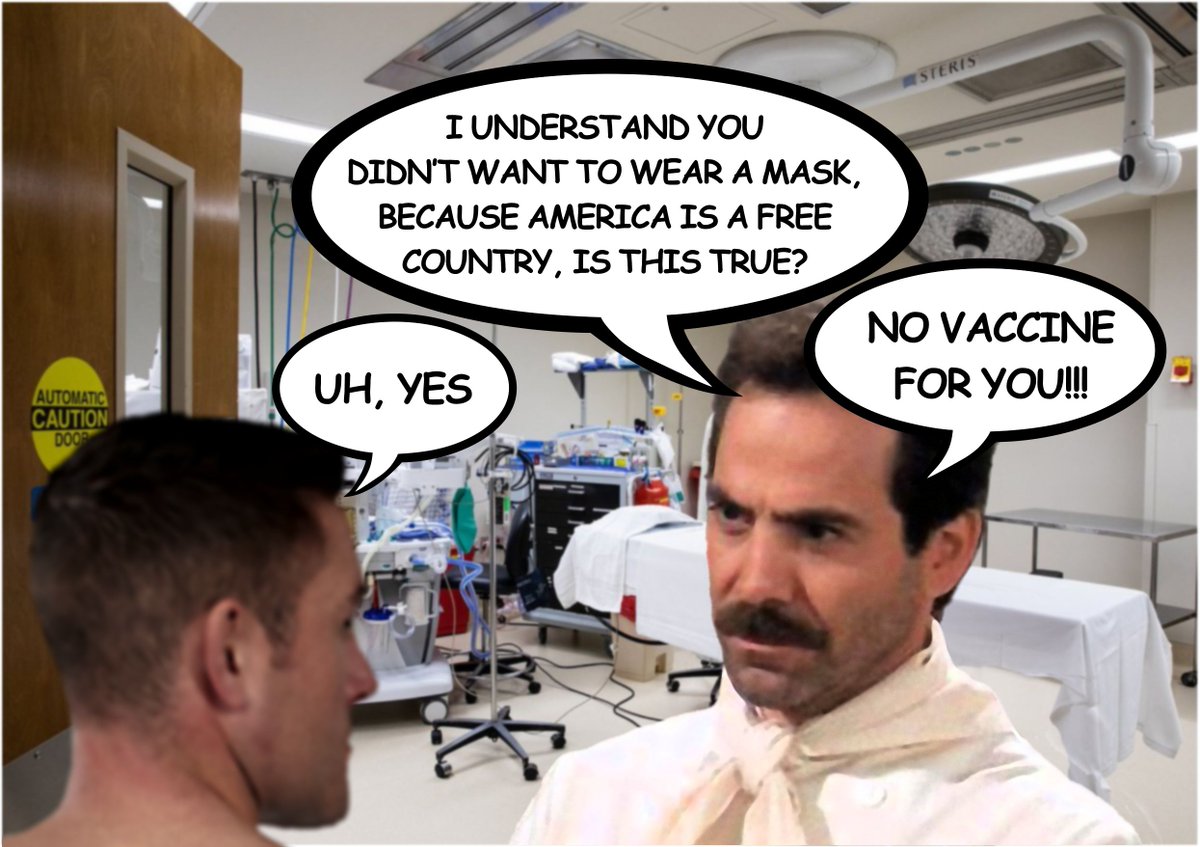 STERIS
I UNDERSTAND YOU
DIDN'T WANT TO WEAR A MASK,
BECAUSE AMERICA IS A FREE
COUNTRY, IS THIS TRUE?
UH, YES
NO VACCINE
FOR YOU!!!
AUTOMATIC
CAUTION
DOOR